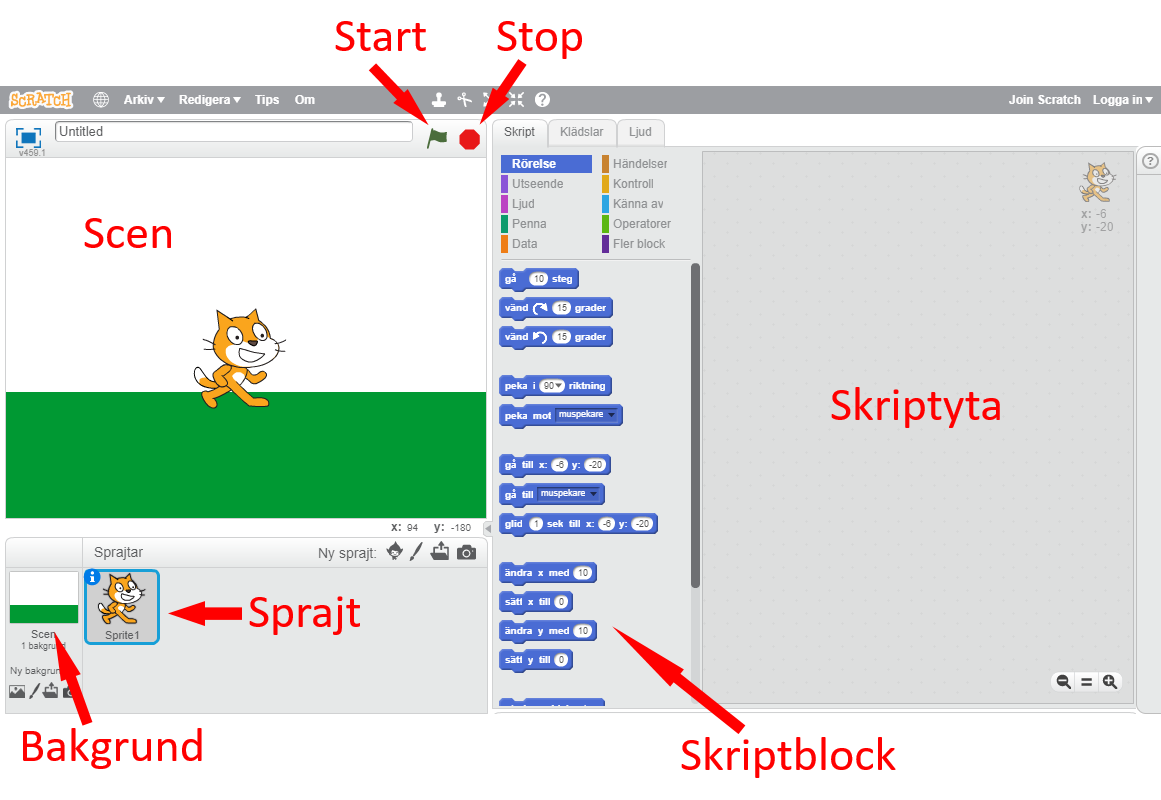 Start
Stop
SCRATCH
Arkiv
Redigera
Tips
Om
Join Scratch
Logga in
Untitled
v459.1
Skript
Klädslar
Ljud
Rörelse
Händelser
Utseende
Kontroll
Ljud
Känna av
Penna
Operatorer
Data
Fler block
x: -6
y: -20
Scen
gå 10 steg
vänd 15 grader
vänd 15 grader
peka i 90 riktning
peka mot muspekare
gå till x: -6 y: -20
gå till muspekare
glid 1 sek till x: -6 y: -20
ändra x med 10
sätt x till 0
ändra y med 10
sätt y till 0
Skriptyta
x: 94 y: -180
Sprajtar
Ny sprajt:
Scen
1 bakgrund
Ny bakgrun
Sprite1
Sprajt
Bakgrund
Skriptblock